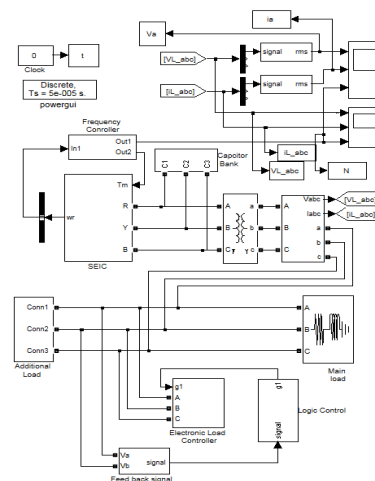 ia
Va
0
Clock
t
[VL_abc]
signal rms
[iL_abc]
signal rms
Discrete,
Ts = 5e-005 s.
powergui
Frequency
Conroller
In1
Out1
Out2
Capcitor
Bank
C1
C2
C3
iL_abc
VL_abc
N
Tm
wr
R
Y
B
SEIC
A a
B b
C c
Y Y
A
B
C
Vabc
Iabc
a
b
c
[VL_abc]
[iL_abc]
Conn1
Conn2
Conn3
Additional
Load
A
B
C
Main
load
g1
A
B
C
Electronic Load
Controller
g1
signal
Logic Control
Va
Vb
signal
Feed back signal